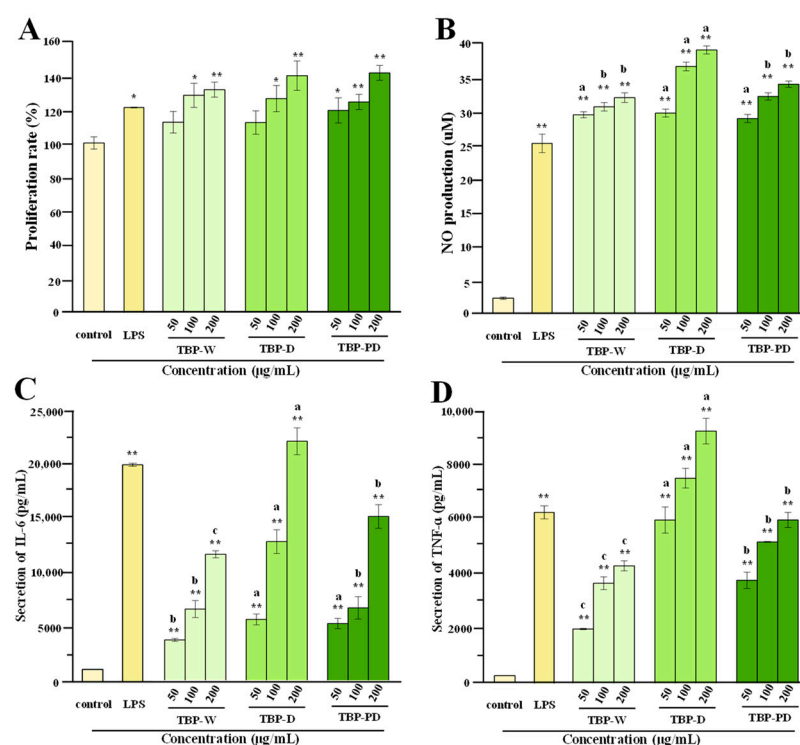 A
Proliferation rate (%)
160
140
120
100
80
60
40
20
0
*
* **
* **
* ** **
control LPS 50 100 200 50 100 200 50 100 200
TBP-W TBP-D TBP-PD
Concentration (μg/mL)
B
NO production (uM)
40
35
30
25
20
15
10
5
0
**
a b b
** ** **
a a a
** ** **
a b b
** ** **
control LPS 50 100 200 50 100 200 50 100 200
TBP-W TBP-D TBP-PD
Concentration (μg/mL)
C
Secretion of IL-6 (pg/mL)
25,000
20,000
15,000
10,000
5000
0
**
b b c
** ** **
a a a
** ** **
a b b
** ** **
control LPS 50 100 200 50 100 200 50 100 200
TBP-W TBP-D TBP-PD
Concentration (μg/mL)
D
Secretion of TNF-α (pg/mL)
10,000
8000
6000
4000
2000
0
**
c c c
** ** **
a a a
** ** **
b b b
** ** **
control LPS 50 100 200 50 100 200 50 100 200
TBP-W TBP-D TBP-PD
Concentration (μg/mL)